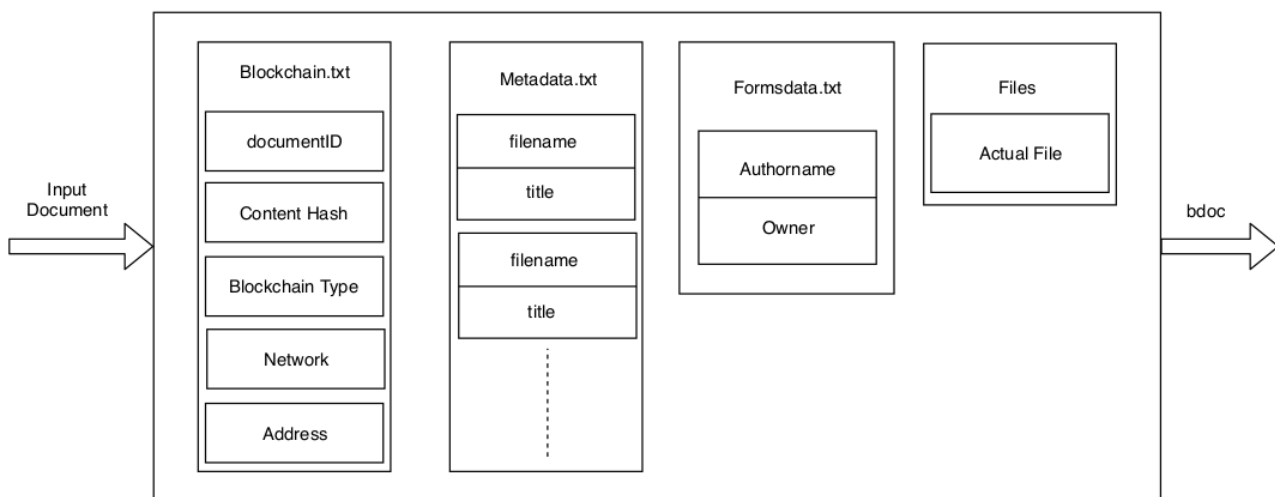 Input
Document
Blockchain.txt
documentID
Content Hash
Blockchain Type
Network
Address
Metadata.txt
filename
title
filename
title
Formsdata.txt
Authorname
Owner
Files
Actual File
bdoc